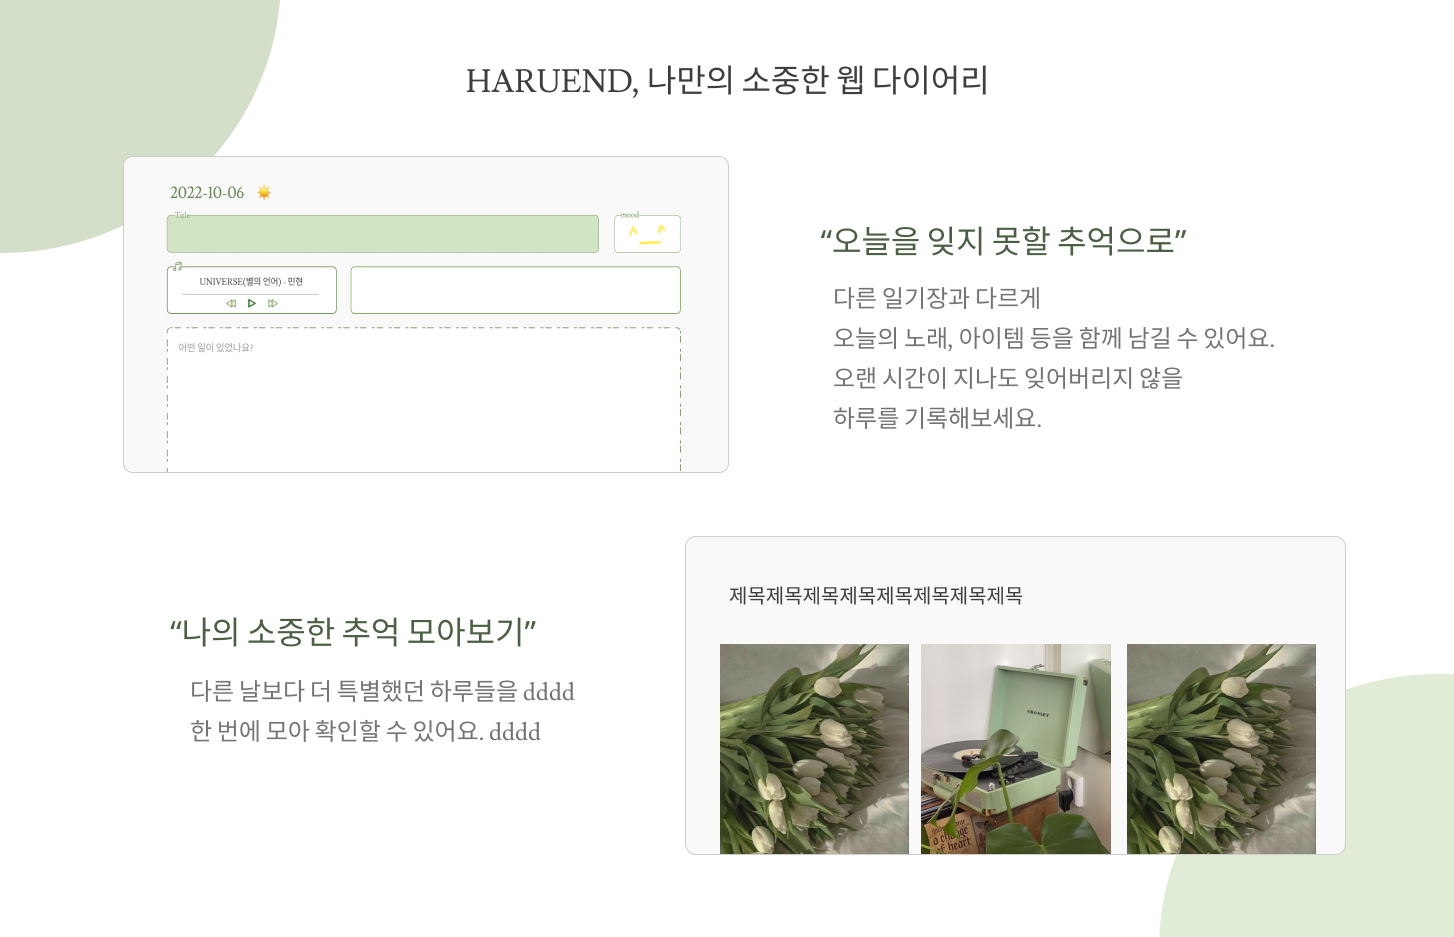 HARUEND, 나만의 소중한 웹 다이어리
2022-10-06
Title
mood
UNIVERSE(별의 언어) - 민현
어떤 일이 있었나요?
“오늘을 잊지 못할 추억으로”
다른 일기장과 다르게
오늘의 노래, 아이템 등을 함께 남길 수 있어요.
오랜 시간이 지나도 잊어버리지 않을
하루를 기록해보세요.
“나의 소중한 추억 모아보기”
다른 날보다 더 특별했던 하루들을 dddd
한 번에 모아 확인할 수 있어요. dddd
제목제목제목제목제목제목제목제목
CROSLEY
a change
of heart